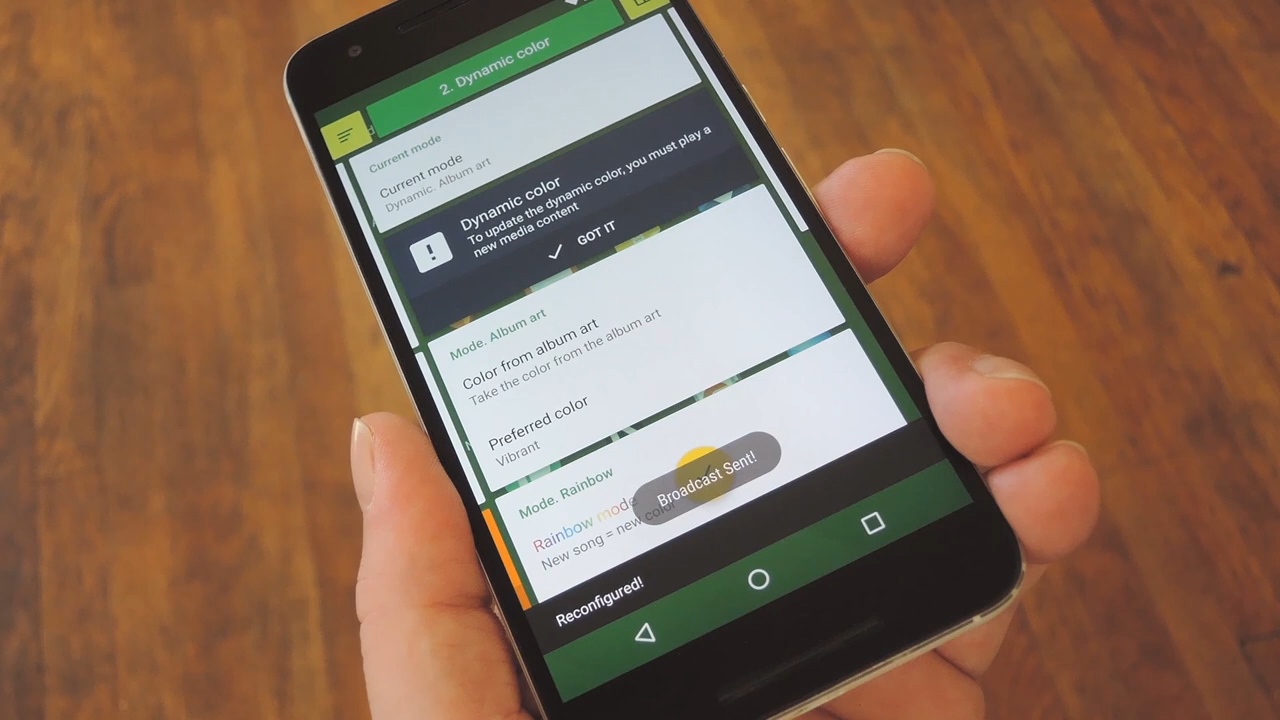 2. Dynamic color
Current mode
Current mode
Dynamic. Album art
Dynamic color
To update the dynamic color, you must play a
new media content
GOT IT
Mode. Album art
Color from album art
Take the color from the album art
Preferred color
Vibrant
Mode. Rainbow
Rainbow mode
New song = new color
Broadcast Sent!
Reconfigured!